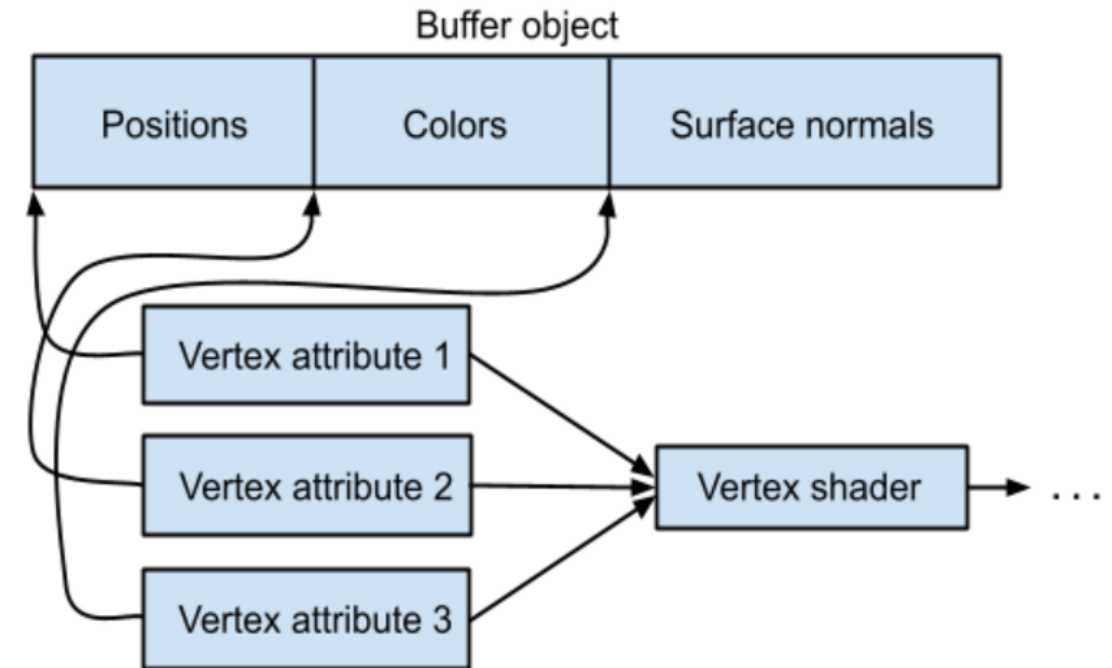 Buffer object
Positions
Colors
Surface normals
Vertex attribute 1
Vertex attribute 2
Vertex shader
...
Vertex attribute 3